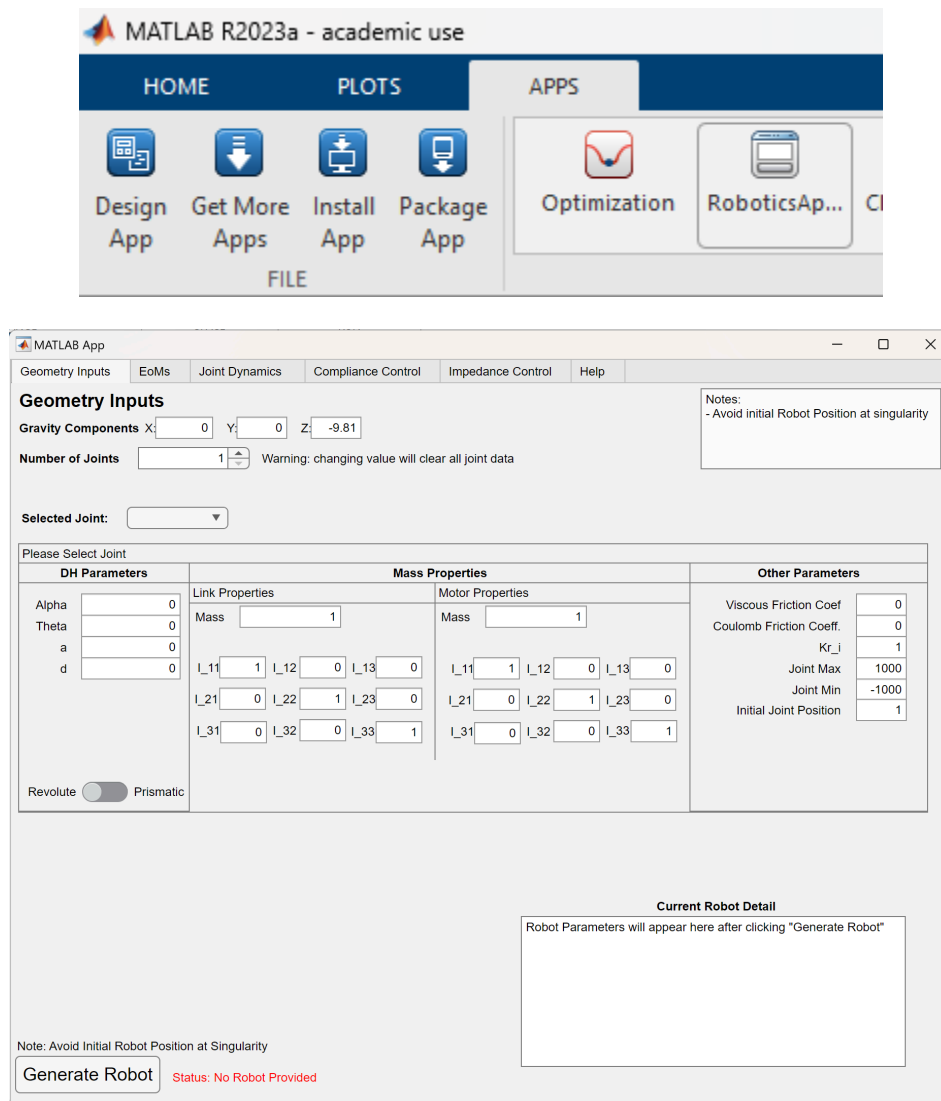 MATLAB R2023a - academic use
HOME PLOTS APPS
Design App
Get More Apps
Install App
Package App
Optimization
RoboticsAp...
FILE
MATLAB App
Geometry Inputs EoMs Joint Dynamics Compliance Control Impedance Control Help
Geometry Inputs
Notes:
- Avoid initial Robot Position at singularity
Gravity Components X: 0 Y: 0 Z: -9.81
Number of Joints 1 Warning: changing value will clear all joint data
Selected Joint:
Please Select Joint
DH Parameters
Alpha 0
Theta 0
a 0
d 0
Revolute Prismatic
Mass Properties
Link Properties
Mass 1
I_11 1 I_12 0 I_13 0
I_21 0 I_22 1 I_23 0
I_31 0 I_32 0 I_33 1
Motor Properties
Mass 1
I_11 1 I_12 0 I_13 0
I_21 0 I_22 1 I_23 0
I_31 0 I_32 0 I_33 1
Other Parameters
Viscous Friction Coef 0
Coulomb Friction Coeff. 0
Kr_i 1
Joint Max 1000
Joint Min -1000
Initial Joint Position 1
Current Robot Detail
Robot Parameters will appear here after clicking "Generate Robot"
Note: Avoid Initial Robot Position at Singularity
Generate Robot Status: No Robot Provided